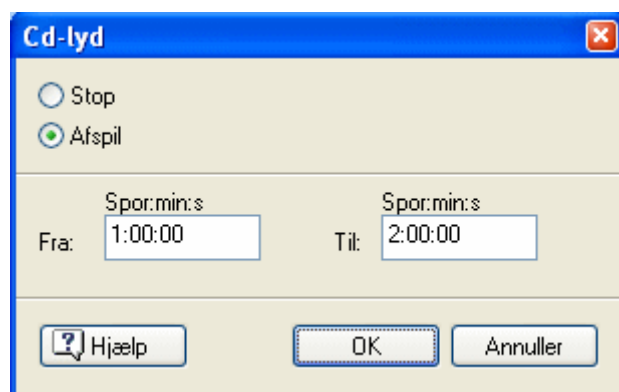 Cd-lyd
Stop
Afspil
Spor:min:s Spor:min:s
Fra: 1:00:00 Til: 2:00:00
Hjælp OK Annuller